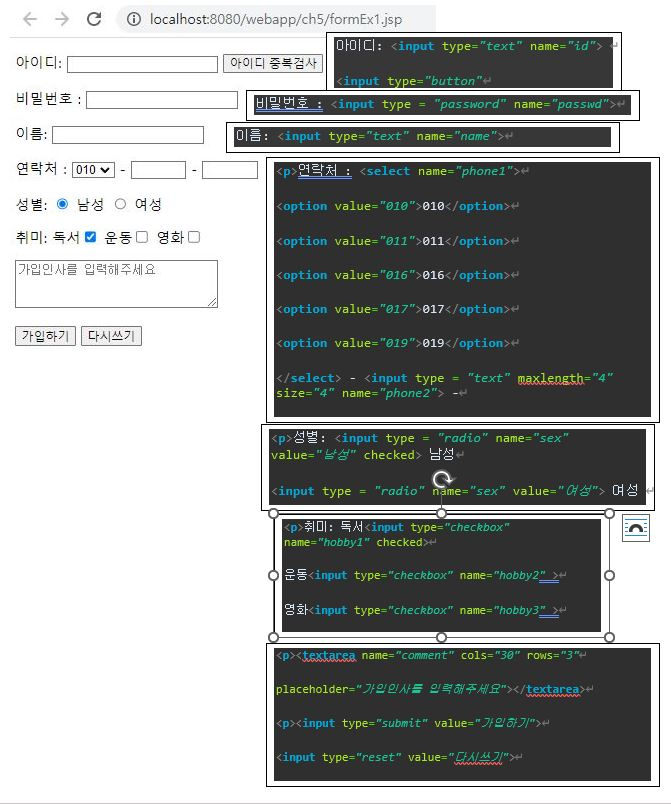 localhost:8080/webapp/ch5/formEx1.jsp
아이디: 아이디 중복검사
비밀번호 :
이름:
연락처 : 010 - -
성별: 남성 여성
취미: 독서 운동 영화
가입인사를 입력해주세요
가입하기 다시쓰기
아이디: <input type="text" name="id"> ↵
<input type="button"
비밀번호 : <input type = "password" name="passwd">↵
이름: <input type="text" name="name">↵
<p>연락처 : <select name="phone1">↵
<option value="010">010</option>↵
<option value="011">011</option>↵
<option value="016">016</option>↵
<option value="017">017</option>↵
<option value="019">019</option>↵
</select> - <input type = "text" maxlength="4"
size="4" name="phone2"> -↵
<p>성별: <input type = "radio" name="sex"
value="남성" checked> 남성↵
<input type = "radio" name="sex" value="여성"> 여성 ↵
<p>취미: 독서<input type="checkbox"
name="hobby1" checked>↵
운동<input type="checkbox" name="hobby2" >↵
영화<input type="checkbox" name="hobby3" >↵
<p><textarea name="comment" cols="30" rows="3"
placeholder="가입인사를 입력해주세요"></textarea>↵
<p><input type="submit" value="가입하기">↵
<input type="reset" value="다시쓰기">↵